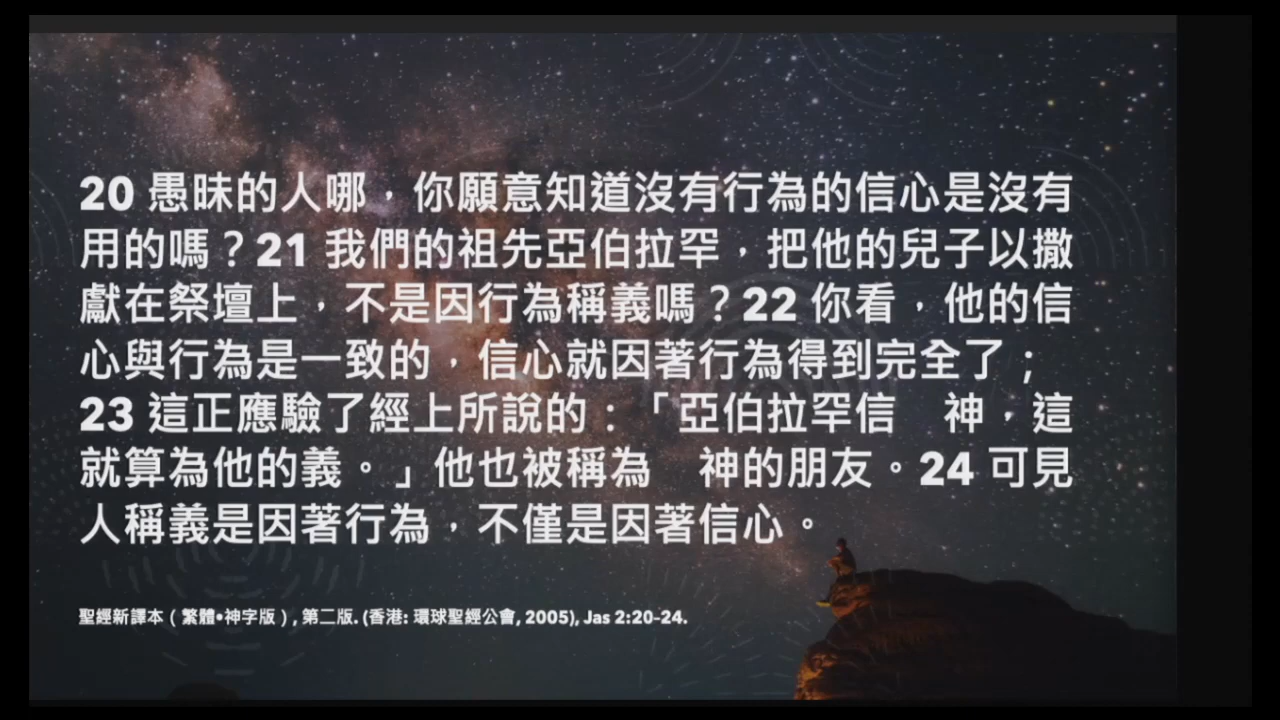 20 愚昧的人哪，你願意知道沒有行為的信心是沒有
用的嗎？21 我們的祖先亞伯拉罕，把他的兒子以撒
獻在祭壇上，不是因行為稱義嗎？22 你看，他的信
心與行為是一致的，信心就因著行為得到完全了；
23 這正應驗了經上所說的：「亞伯拉罕信　神，這
就算為他的義。」他也被稱為　神的朋友。24 可見
人稱義是因著行為，不僅是因著信心。
聖經新譯本（繁體•神字版）, 第二版. (香港: 環球聖經公會, 2005), Jas 2:20–24.